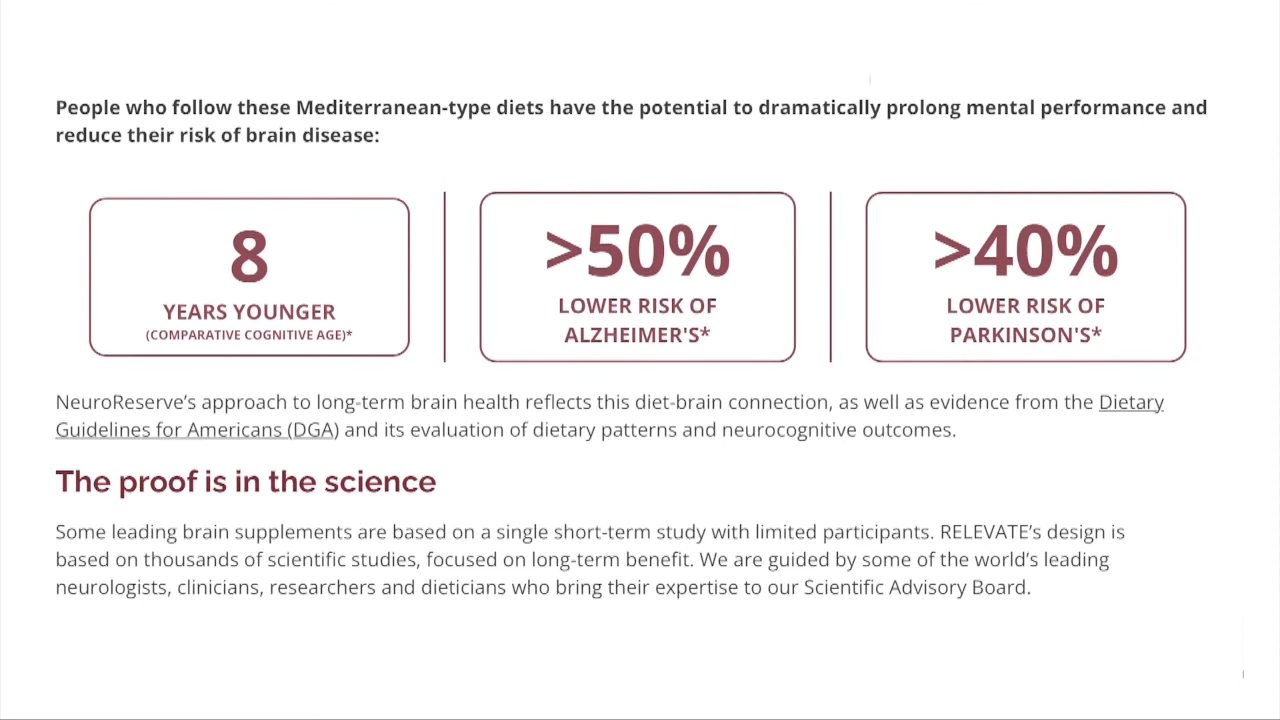 People who follow these Mediterranean-type diets have the potential to dramatically prolong mental performance and
reduce their risk of brain disease:
8
YEARS YOUNGER
(COMPARATIVE COGNITIVE AGE)*
>50%
LOWER RISK OF
ALZHEIMER'S*
>40%
LOWER RISK OF
PARKINSON'S*
NeuroReserve’s approach to long-term brain health reflects this diet-brain connection, as well as evidence from the Dietary
Guidelines for Americans (DGA) and its evaluation of dietary patterns and neurocognitive outcomes.
The proof is in the science
Some leading brain supplements are based on a single short-term study with limited participants. RELEVATE’s design is
based on thousands of scientific studies, focused on long-term benefit. We are guided by some of the world’s leading
neurologists, clinicians, researchers and dieticians who bring their expertise to our Scientific Advisory Board.